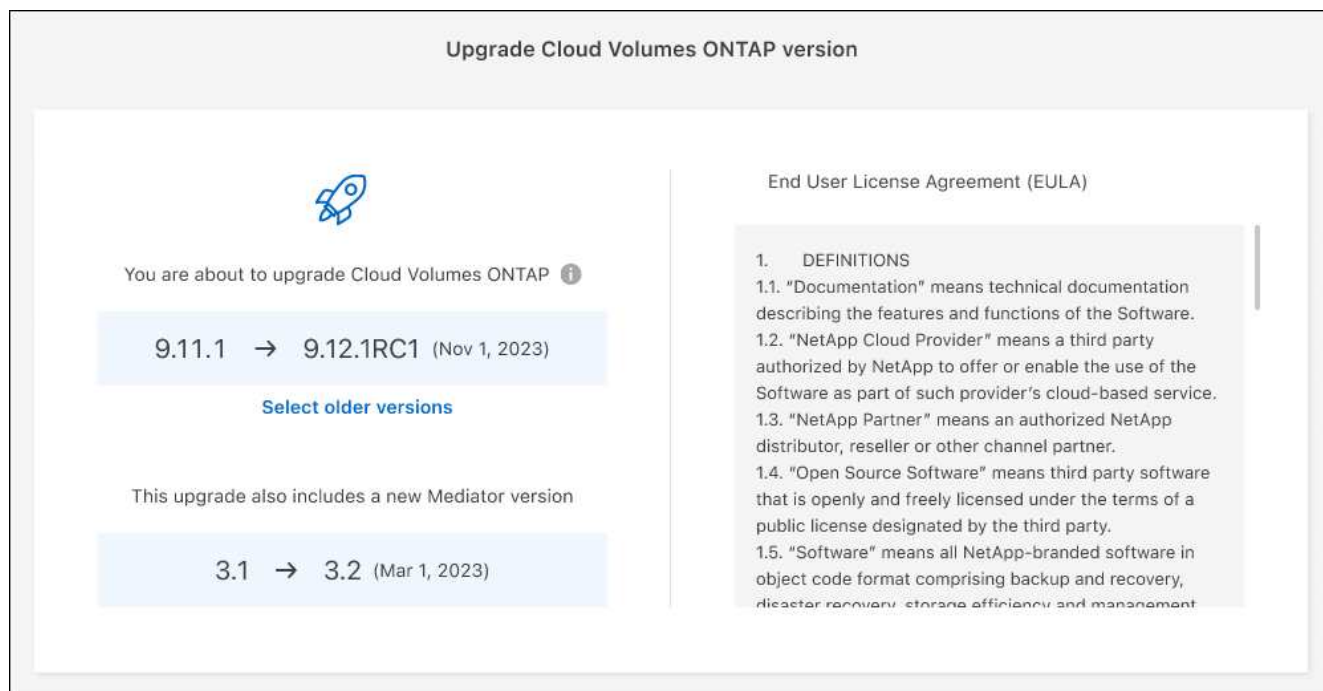 Upgrade Cloud Volumes ONTAP version
You are about to upgrade Cloud Volumes ONTAP
9.11.1 → 9.12.1RC1 (Nov 1, 2023)
Select older versions
This upgrade also includes a new Mediator version
3.1 → 3.2 (Mar 1, 2023)
End User License Agreement (EULA)
1. DEFINITIONS
1.1. “Documentation” means technical documentation
describing the features and functions of the Software.
1.2. “NetApp Cloud Provider” means a third party
authorized by NetApp to offer or enable the use of the
Software as part of such provider’s cloud-based service.
1.3. “NetApp Partner” means an authorized NetApp
distributor, reseller or other channel partner.
1.4. “Open Source Software” means third party software
that is openly and freely licensed under the terms of a
public license designated by the third party.
1.5. “Software” means all NetApp-branded software in
object code format comprising backup and recovery,
disaster recovery, storage efficiency and management